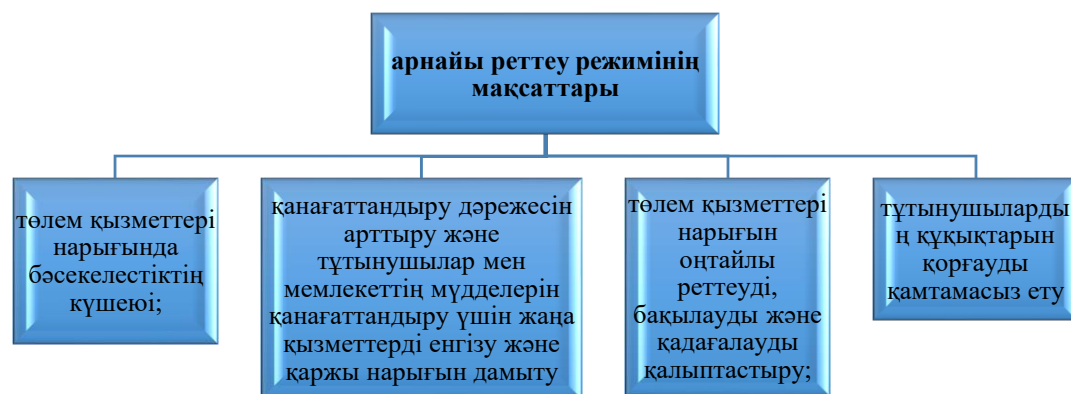 арнайы реттеу режимінің
мақсаттары
төлем қызметтері
нарығында
бәсекелестіктің
күшеюі;
қанағаттандыру дәрежесін
арттыру және
тұтынушылар мен
мемлекеттің мүдделерін
қанағаттандыру үшін жаңа
қызметтерді енгізу және
қаржы нарығын дамыту
төлем қызметтері
нарығын
оңтайлы
реттеуді,
бақылауды және
қадағалауды
қалыптастыру;
тұтынушыларды
ң құқықтарын
қорғауды
қамтамасыз ету